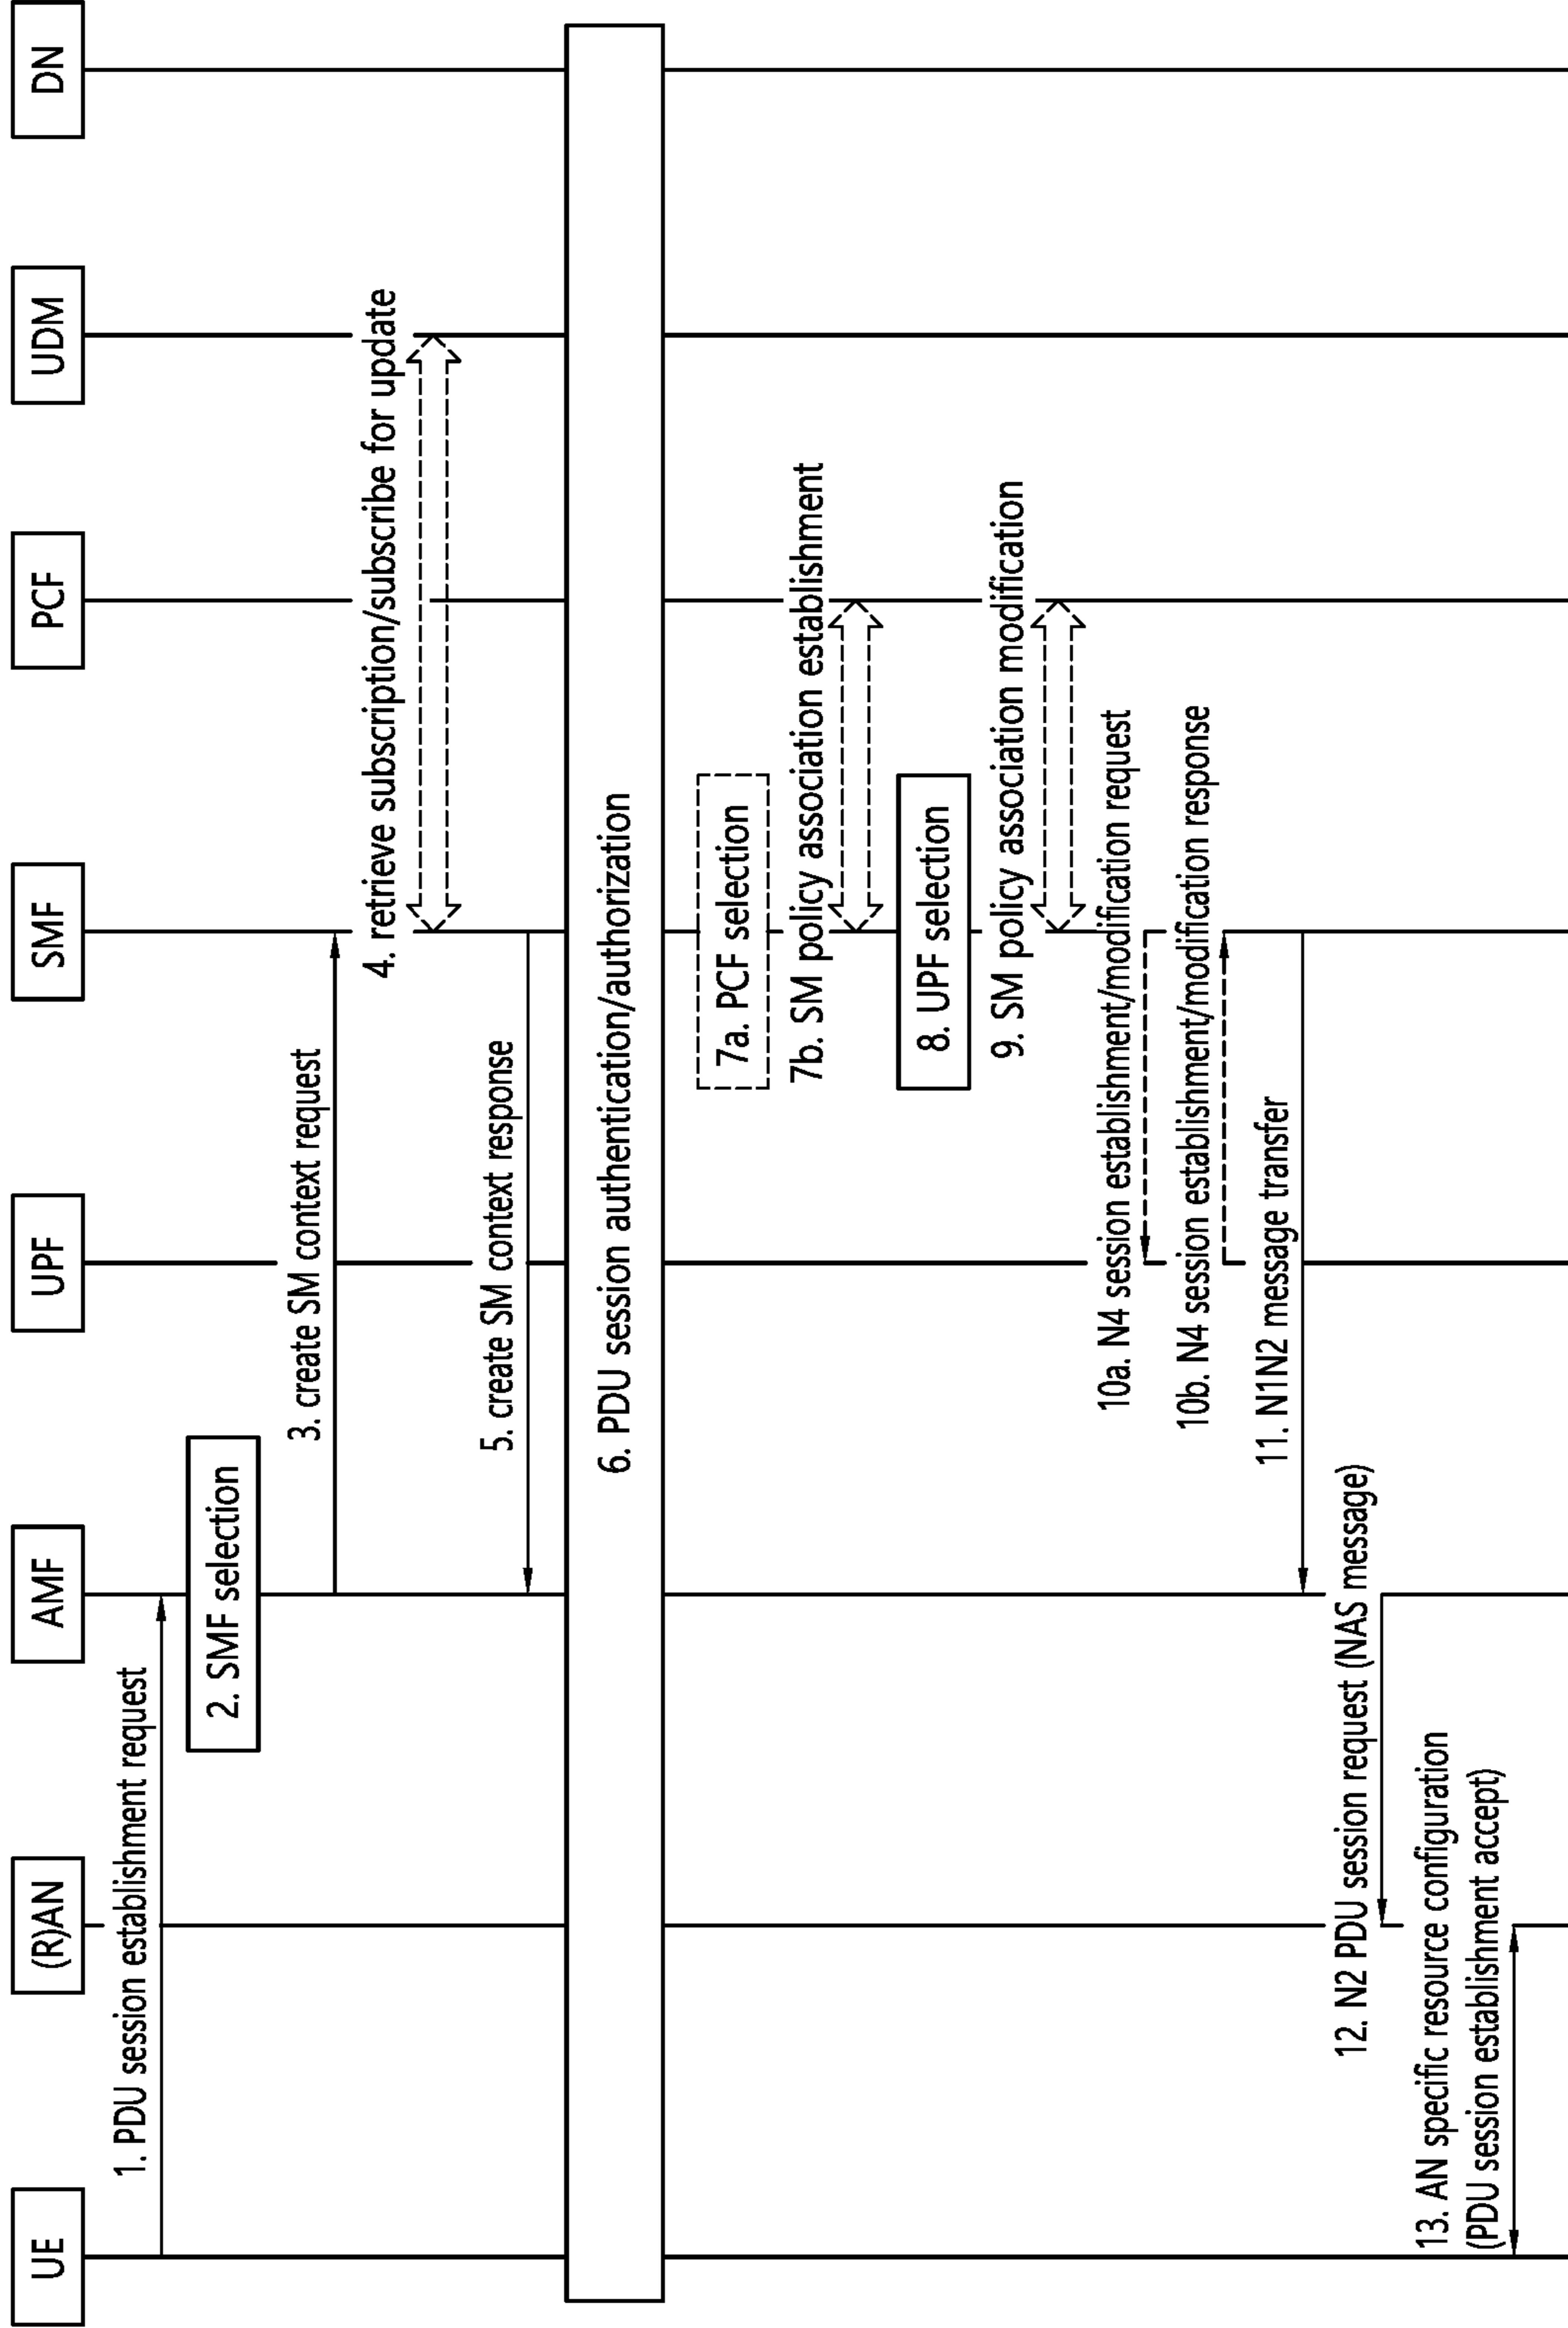 UE
(R)AN
AMF
UPF
SMF
PCF
UDM
DN
1. PDU session establishment request
2. SMF selection
3. create SM context request
4. retrieve subscription/subscribe for update
5. create SM context response
6. PDU session authentication/authorization
7a. PCF selection
7b. SM policy association establishment
8. UPF selection
9. SM policy association modification
10a. N4 session establishment/modification request
10b. N4 session establishment/modification response
11. N1N2 message transfer
12. N2 PDU session request (NAS message)
13. AN specific resource configuration
(PDU session establishment accept)